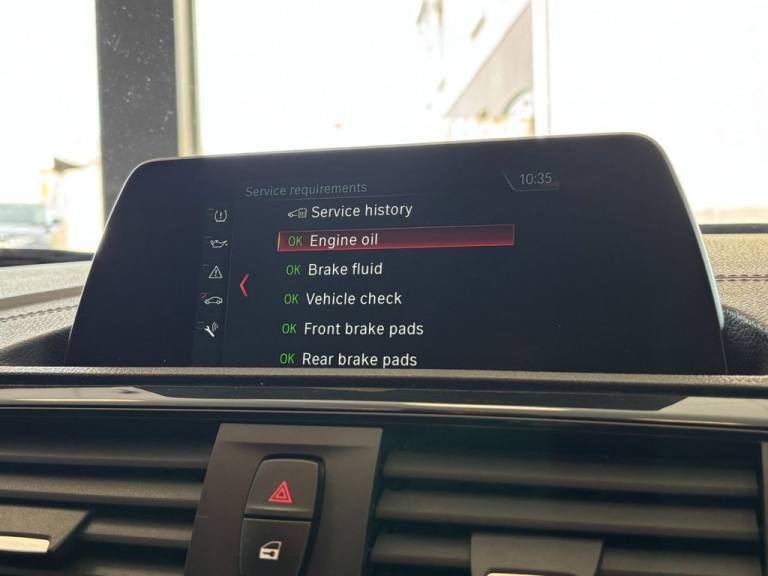 Service requirements
10:35
Service history
OK Engine oil
OK Brake fluid
OK Vehicle check
OK Front brake pads
OK Rear brake pads